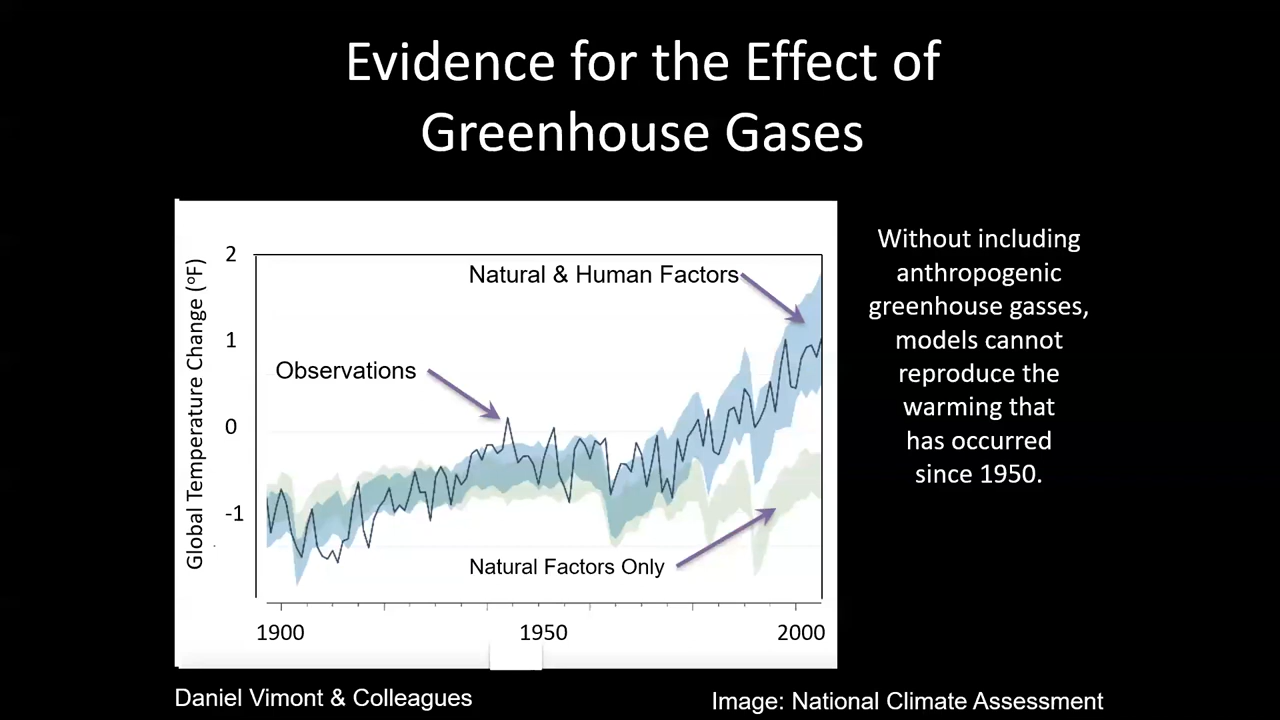 Evidence for the Effect of
Greenhouse Gases
Global Temperature Change (ºF)
2
1
0
-1
Natural & Human Factors
Observations
Natural Factors Only
1900
1950
2000
Without including
anthropogenic
greenhouse gasses,
models cannot
reproduce the
warming that
has occurred
since 1950.
Daniel Vimont & Colleagues
Image: National Climate Assessment